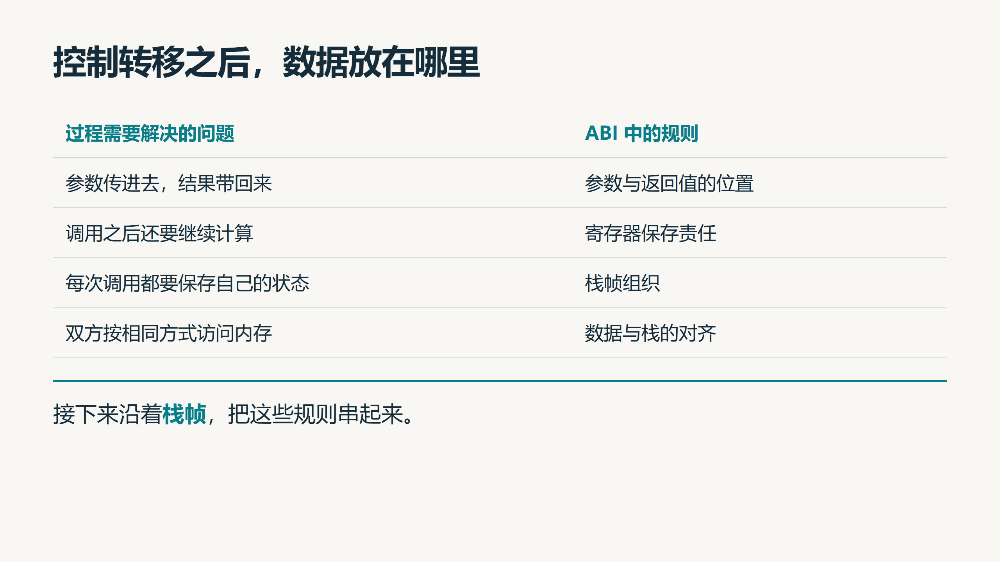 控制转移之后，数据放在哪里
过程需要解决的问题 ABI 中的规则
参数传进去，结果带回来 参数与返回值的位置
调用之后还要继续计算 寄存器保存责任
每次调用都要保存自己的状态 栈帧组织
双方按相同方式访问内存 数据与栈的对齐
接下来沿着栈帧，把这些规则串起来。